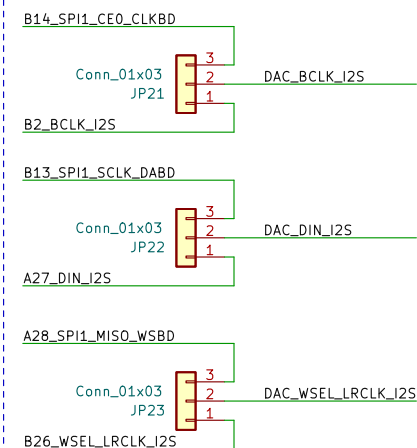 B14_SPI1_CE0_CLKBD
3
Conn_01x03
2
DAC_BCLK_I2S
JP21
1
B2_BCLK_I2S
B13_SPI1_SCLK_DABD
3
Conn_01x03
2
DAC_DIN_I2S
JP22
1
A27_DIN_I2S
A28_SPI1_MISO_WSBD
3
Conn_01x03
2
DAC_WSEL_LRCLK_I2S
JP23
1
B26_WSEL_LRCLK_I2S